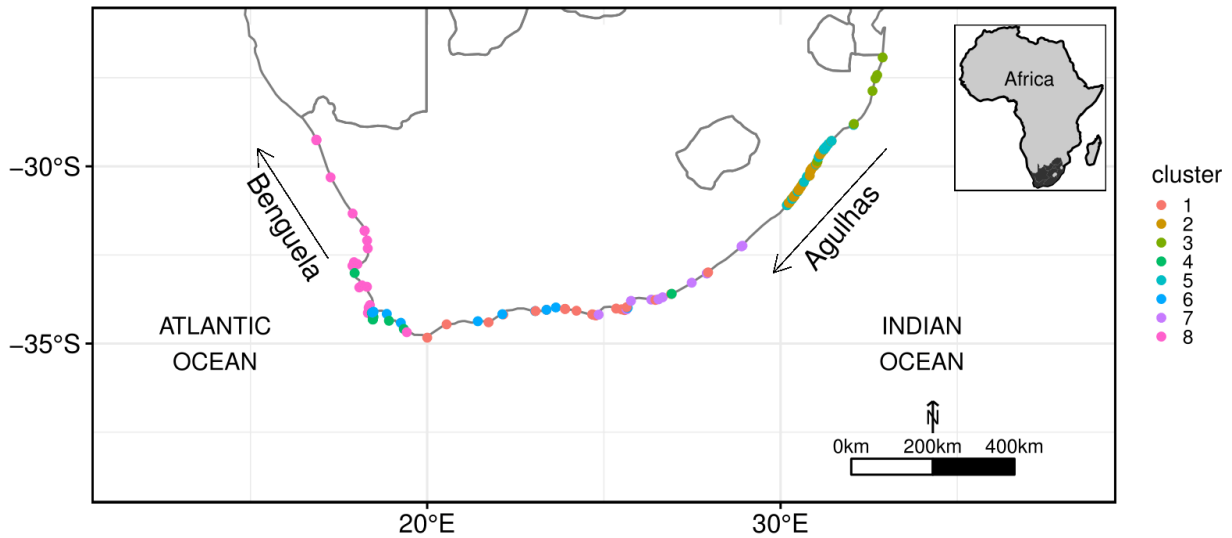 Africa
−30°S
−35°S
Benguela
Agulhas
ATLANTIC
OCEAN
INDIAN
OCEAN
N
0km 200km 400km
20°E 30°E
cluster
1
2
3
4
5
6
7
8